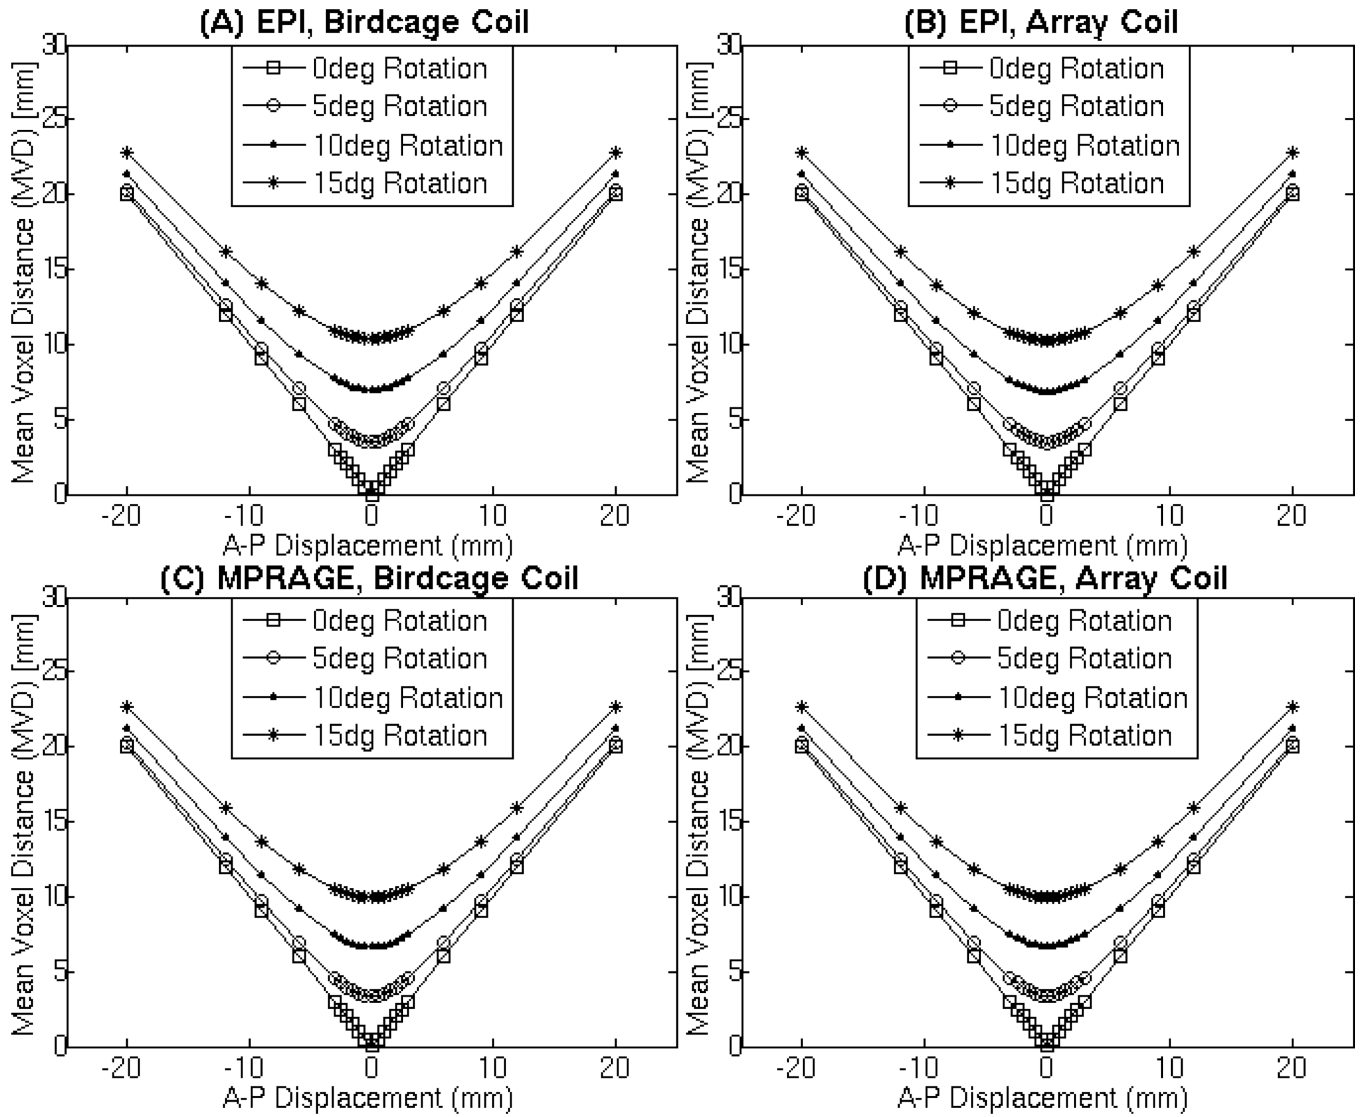 (A) EPI, Birdcage Coil
30
25
20
15
10
5
0
Mean Voxel Distance (MVD) [mm]
0deg Rotation
5deg Rotation
10deg Rotation
15dg Rotation
-20 -10 0 10 20
A-P Displacement (mm)
(B) EPI, Array Coil
30
25
20
15
10
5
0
Mean Voxel Distance (MVD) [mm]
0deg Rotation
5deg Rotation
10deg Rotation
15dg Rotation
-20 -10 0 10 20
A-P Displacement (mm)
(C) MPRAGE, Birdcage Coil
30
25
20
15
10
5
0
Mean Voxel Distance (MVD) [mm]
0deg Rotation
5deg Rotation
10deg Rotation
15dg Rotation
-20 -10 0 10 20
A-P Displacement (mm)
(D) MPRAGE, Array Coil
30
25
20
15
10
5
0
Mean Voxel Distance (MVD) [mm]
0deg Rotation
5deg Rotation
10deg Rotation
15dg Rotation
-20 -10 0 10 20
A-P Displacement (mm)